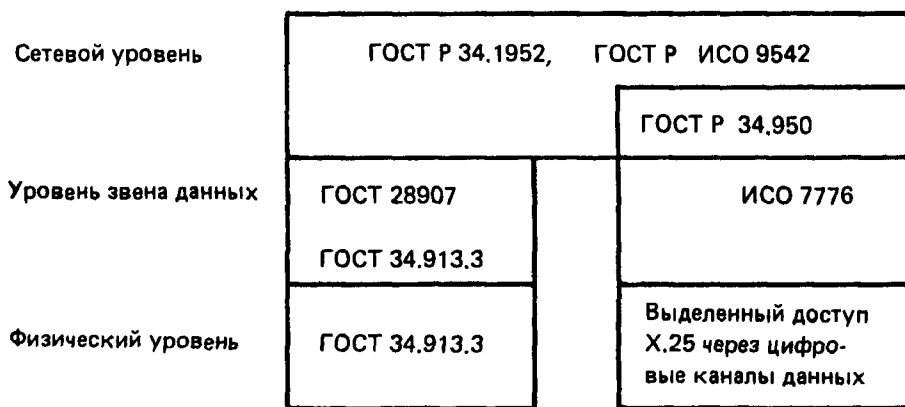 Сетевой уровень
ГОСТ Р 34.1952, ГОСТ Р ИСО 9542
ГОСТ Р 34.950
Уровень звена данных
ГОСТ 28907
ИСО 7776
ГОСТ 34.913.3
Физический уровень
ГОСТ 34.913.3
Выделенный доступ
X.25 через цифро-
вые каналы данных